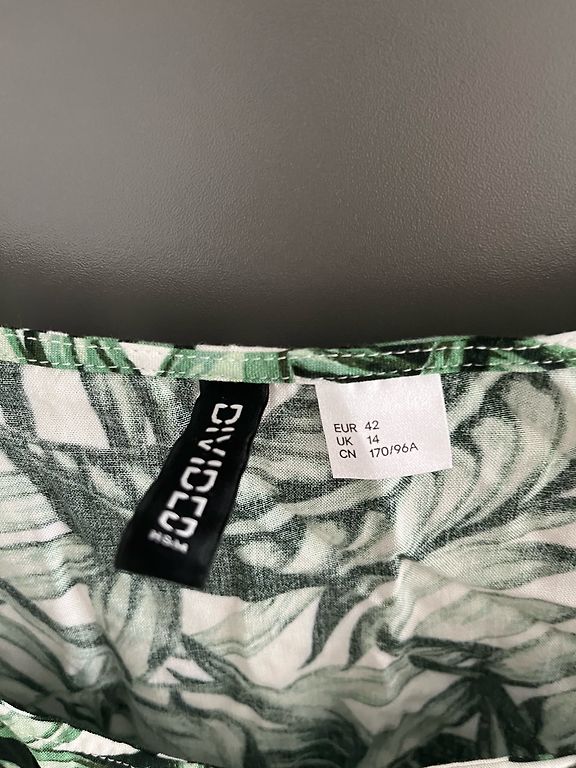 DIVIDED
H&M
EUR 42
UK 14
CN 170/96A